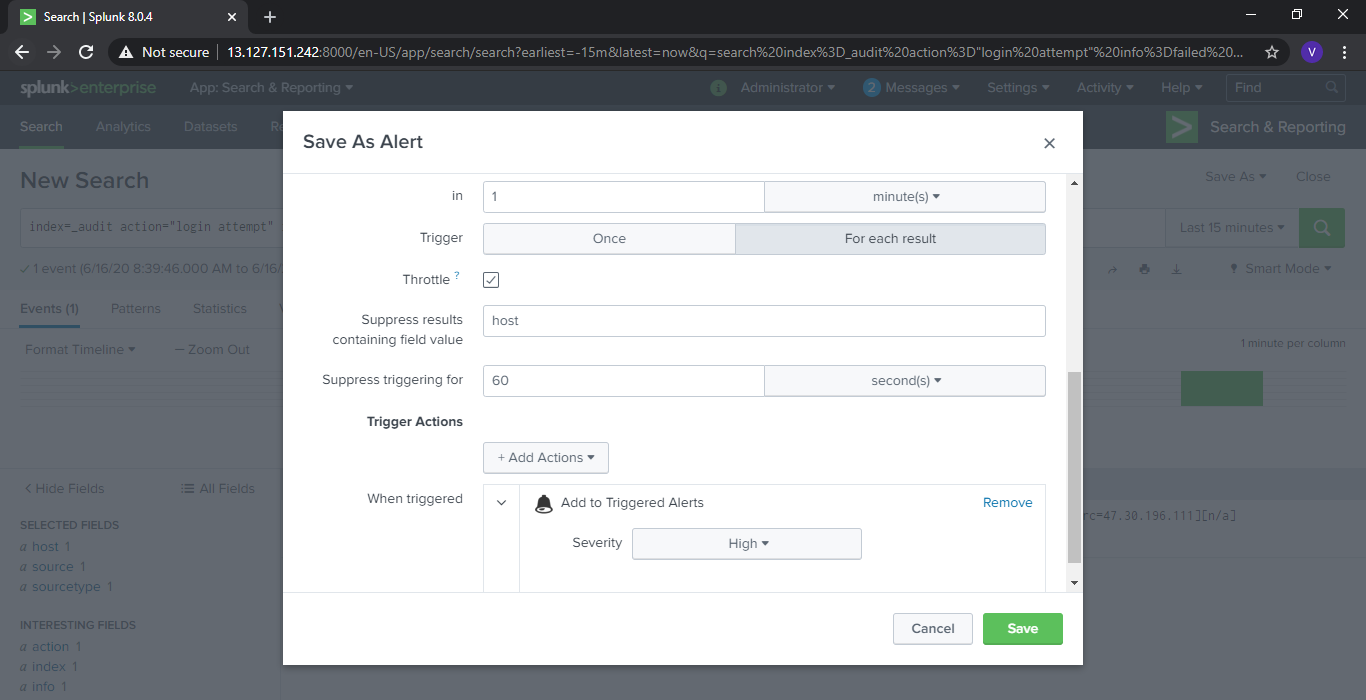 Search | Splunk 8.0.4
Not secure 13.127.151.242:8000/en-US/app/search/search?earliest=-15m&latest=now&q=search%20index%3D_audit%20action%3D"login%20attempt"%20info%3Dfailed%20... V
splunk>enterprise App: Search & Reporting i Administrator 2 Messages Settings Activity Help Find
Search Analytics Datasets Re > Search & Reporting
Save As Alert
New Search Save As Close
in 1 minute(s)
index=_audit action="login attempt" Last 15 minutes
Trigger Once For each result
1 event (6/16/20 8:39:46.000 AM to 6/16/ Smart Mode
Throttle ?
Events (1) Patterns Statistics
Suppress results
containing field value
host
Format Timeline — Zoom Out 1 minute per column
Suppress triggering for 60 second(s)
Trigger Actions
+ Add Actions
Hide Fields All Fields
When triggered Add to Triggered Alerts Remove
SELECTED FIELDS rc=47.30.196.111][n/a]
Severity High
a host 1
a source 1
a sourcetype 1
INTERESTING FIELDS
Cancel Save
a action 1
a index 1
a info 1